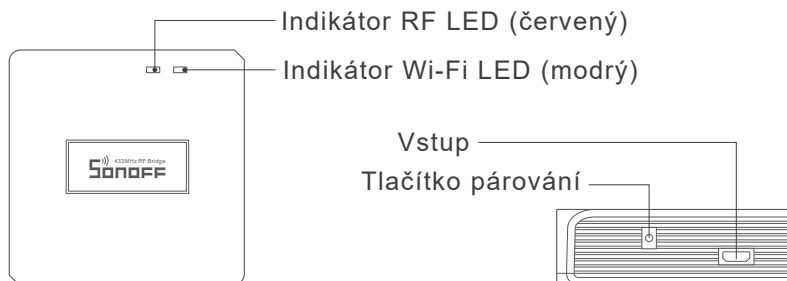 Indikátor RF LED (červený)
Indikátor Wi-Fi LED (modrý)
433MHz RF Bridge
SONOFF
Vstup
Tlačítko párování